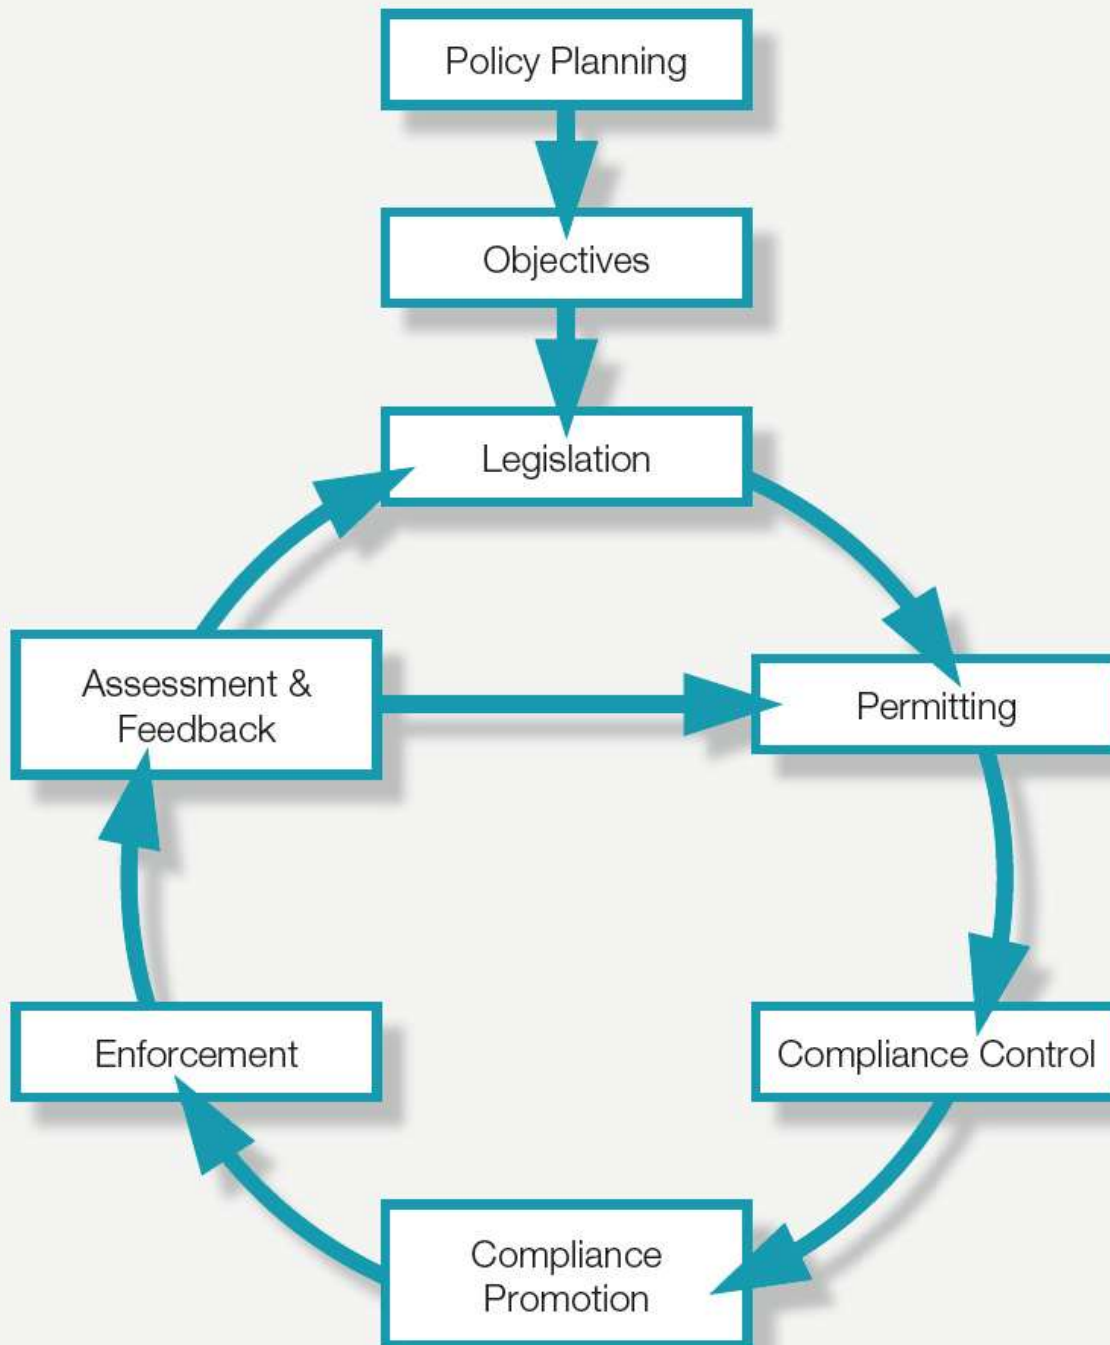 Policy Planning
Objectives
Legislation
Assessment &
Feedback
Permitting
Enforcement
Compliance Control
Compliance
Promotion